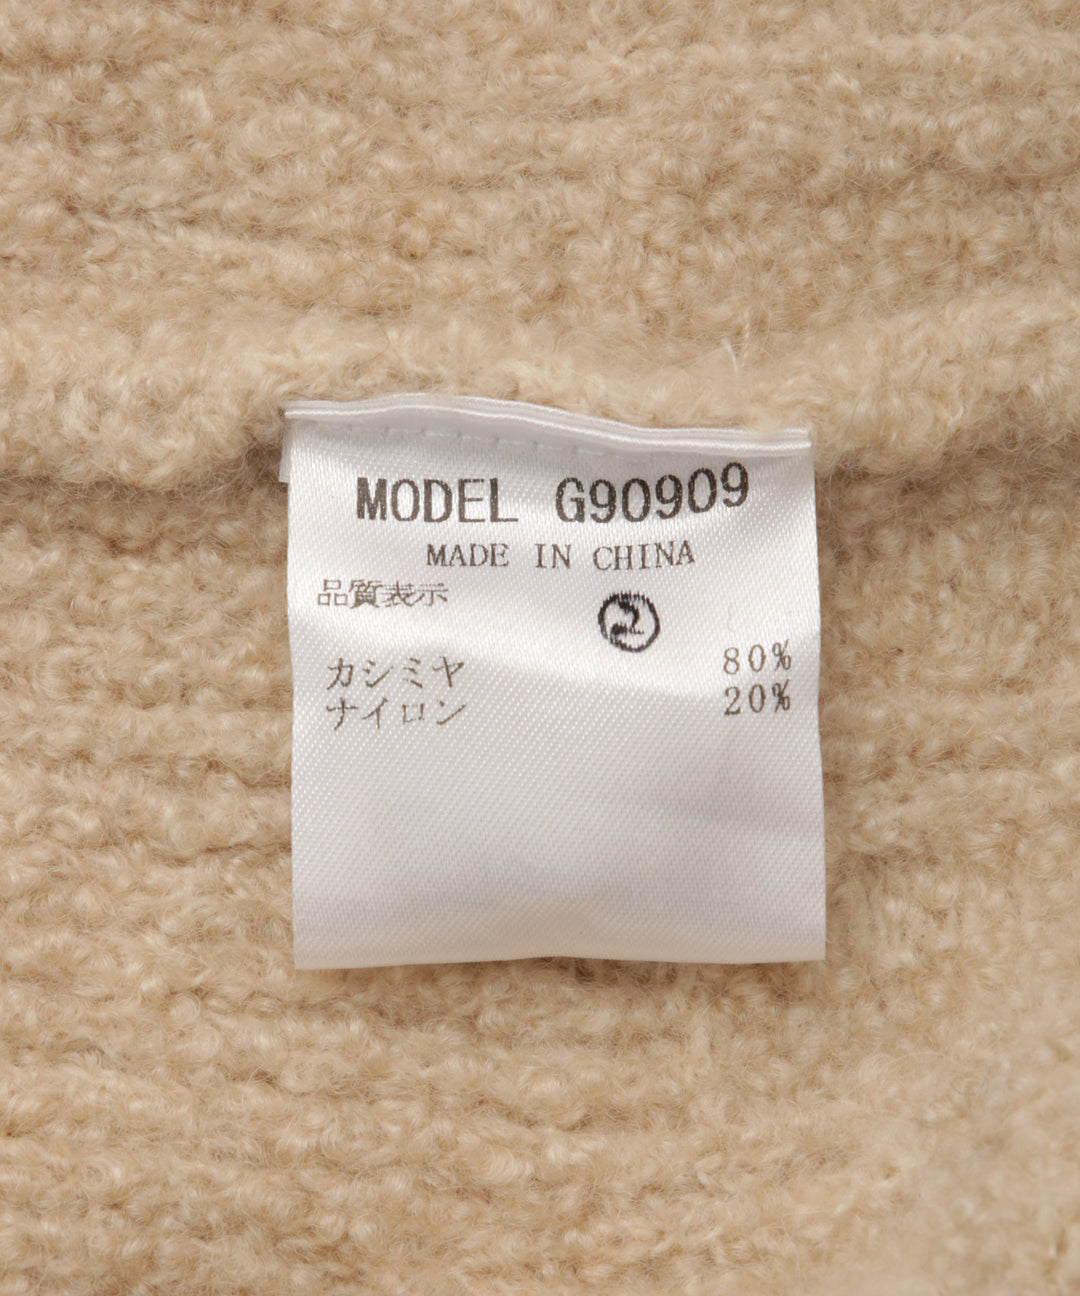 MODEL G90909
MADE IN CHINA
品質表示
2
カシミヤ 80%
ナイロン 20%